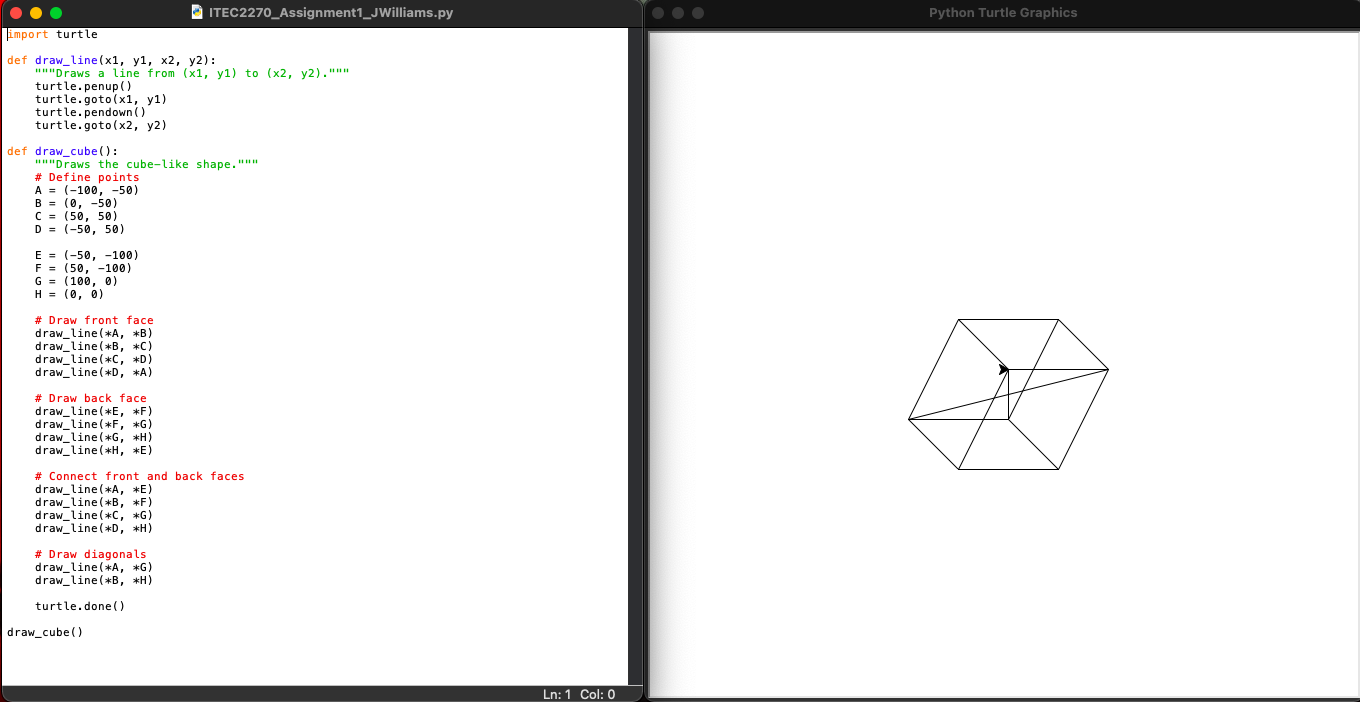 ITEC2270_Assignment1_JWilliams.py
import turtle
def draw_line(x1, y1, x2, y2):
    """Draws a line from (x1, y1) to (x2, y2)."""
    turtle.penup()
    turtle.goto(x1, y1)
    turtle.pendown()
    turtle.goto(x2, y2)
def draw_cube():
    """Draws the cube-like shape."""
    # Define points
    A = (-100, -50)
    B = (0, -50)
    C = (50, 50)
    D = (-50, 50)
    E = (-50, -100)
    F = (50, -100)
    G = (100, 0)
    H = (0, 0)
    # Draw front face
    draw_line(*A, *B)
    draw_line(*B, *C)
    draw_line(*C, *D)
    draw_line(*D, *A)
    # Draw back face
    draw_line(*E, *F)
    draw_line(*F, *G)
    draw_line(*G, *H)
    draw_line(*H, *E)
    # Connect front and back faces
    draw_line(*A, *E)
    draw_line(*B, *F)
    draw_line(*C, *G)
    draw_line(*D, *H)
    # Draw diagonals
    draw_line(*A, *G)
    draw_line(*B, *H)
    turtle.done()
draw_cube()
Ln: 1 Col: 0
Python Turtle Graphics